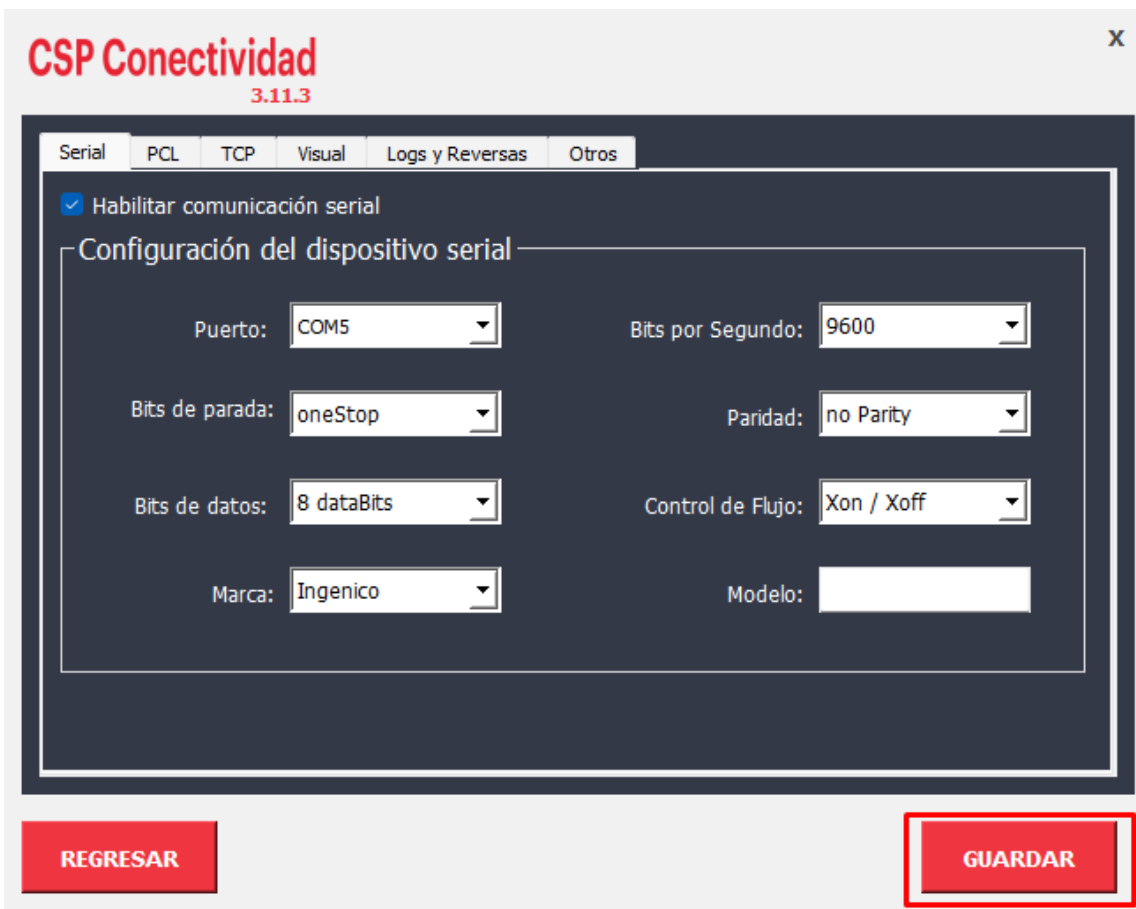 CSP Conectividad
x
3.11.3
Serial PCL TCP Visual Logs y Reversas Otros
Habilitar comunicación serial
Configuración del dispositivo serial
Puerto: COM5 Bits por Segundo: 9600
Bits de parada: oneStop Paridad: no Parity
Bits de datos: 8 dataBits Control de Flujo: Xon / Xoff
Marca: Ingenico Modelo:
REGRESAR GUARDAR